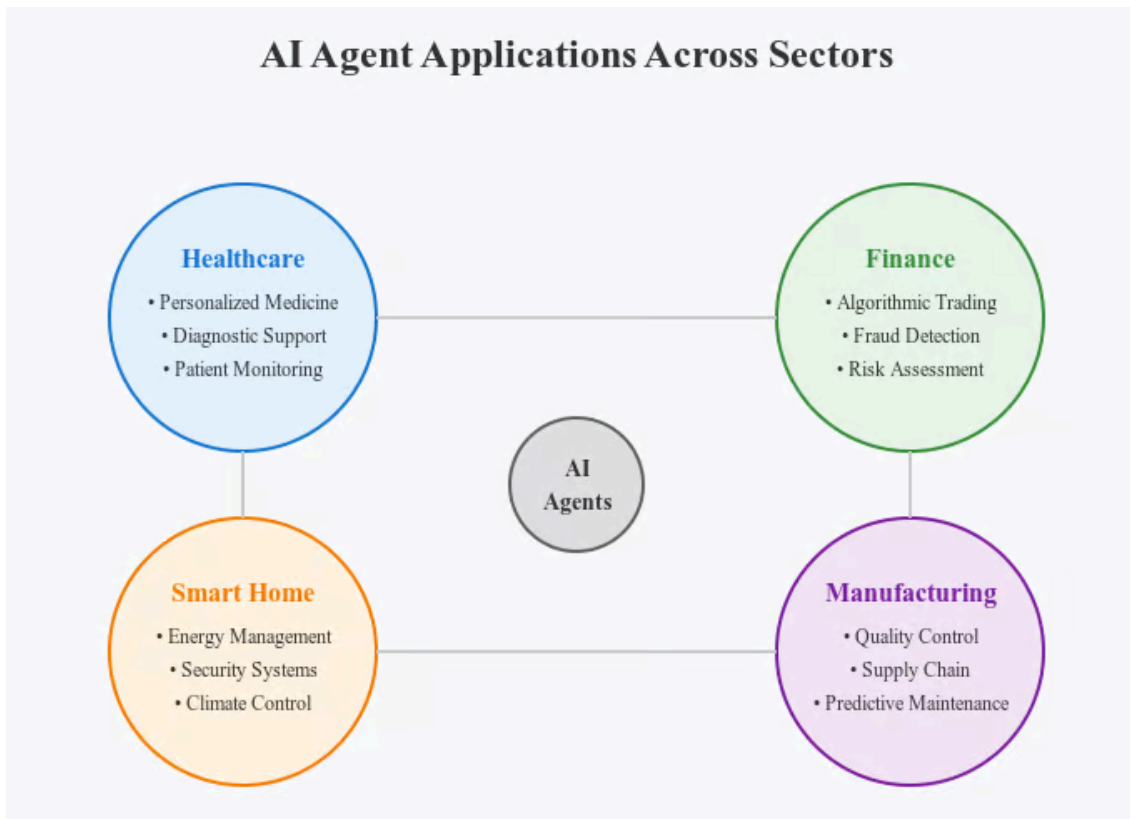 AI Agent Applications Across Sectors
Healthcare
• Personalized Medicine
• Diagnostic Support
• Patient Monitoring
Finance
• Algorithmic Trading
• Fraud Detection
• Risk Assessment
AI
Agents
Smart Home
• Energy Management
• Security Systems
• Climate Control
Manufacturing
• Quality Control
• Supply Chain
• Predictive Maintenance